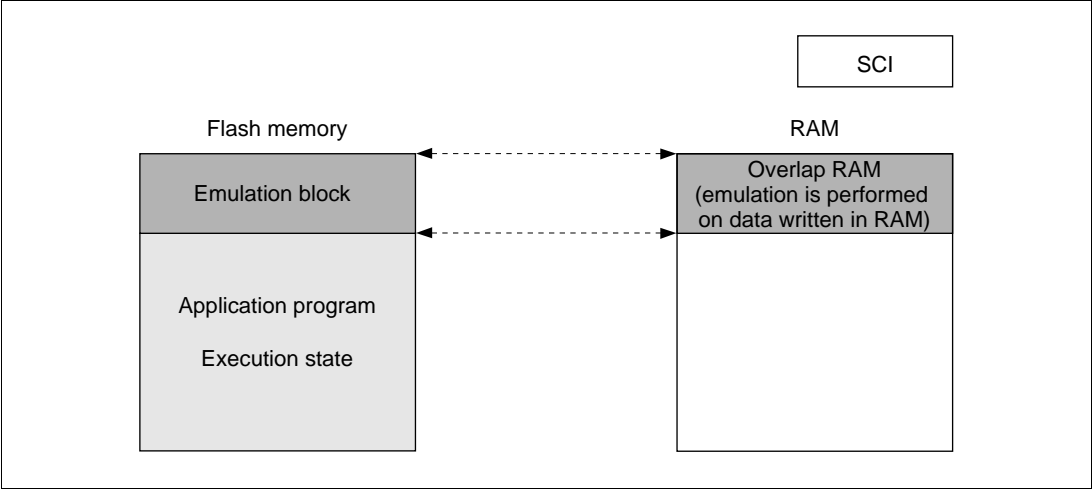 SCI
Flash memory
RAM
Emulation block
Overlap RAM
(emulation is performed
on data written in RAM)
Application program
Execution state